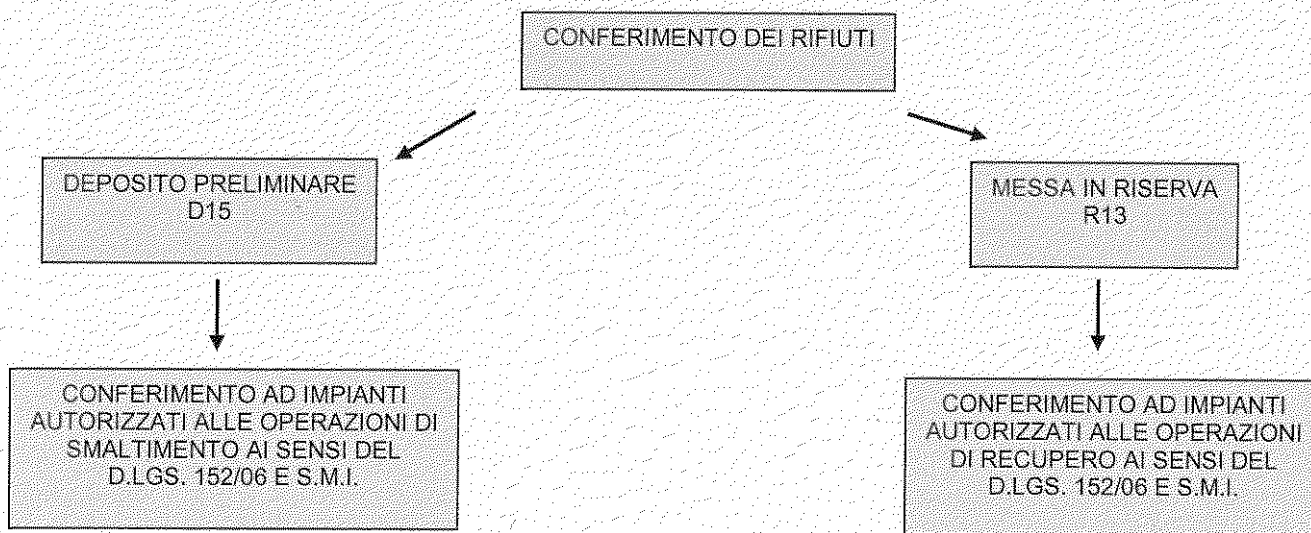 CONFERIMENTO DEI RIFIUTI
DEPOSITO PRELIMINARE
D15
MESSA IN RISERVA
R13
CONFERIMENTO AD IMPIANTI
AUTORIZZATI ALLE OPERAZIONI DI
SMALTIMENTO AI SENSI DEL
D.LGS. 152/06 E S.M.I.
CONFERIMENTO AD IMPIANTI
AUTORIZZATI ALLE OPERAZIONI
DI RECUPERO AI SENSI DEL
D.LGS. 152/06 E S.M.I.